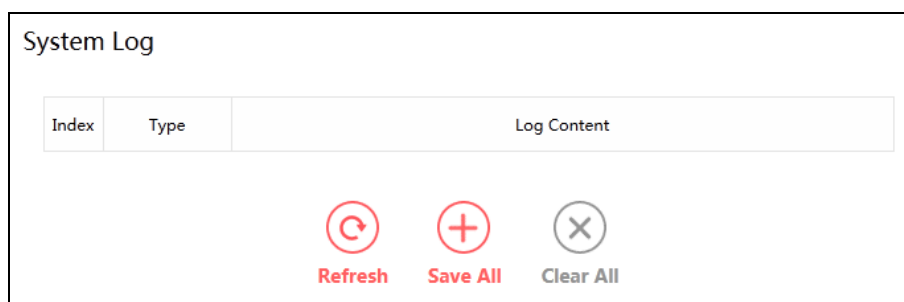 System Log
Index Type Log Content
Refresh Save All Clear All